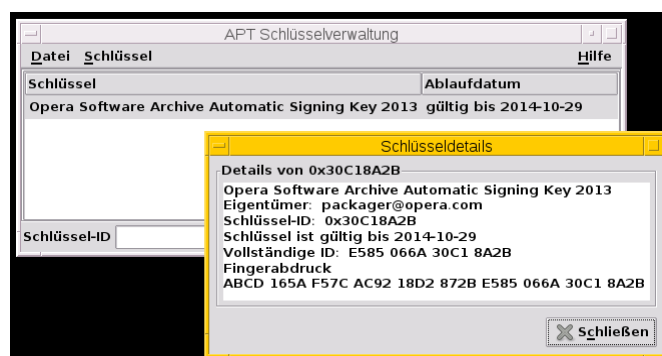 APT Schlüsselverwaltung
Datei Schlüssel Hilfe
Schlüssel Ablaufdatum
Opera Software Archive Automatic Signing Key 2013 gültig bis 2014-10-29
Schlüssel-ID
Schlüsseldetails
Details von 0x30C18A2B
Opera Software Archive Automatic Signing Key 2013
Eigentümer: packager@opera.com
Schlüssel-ID: 0x30C18A2B
Schlüssel ist gültig bis 2014-10-29
Vollständige ID: E585 066A 30C1 8A2B
Fingerabdruck
ABCD 165A F57C AC92 18D2 872B E585 066A 30C1 8A2B
Schließen